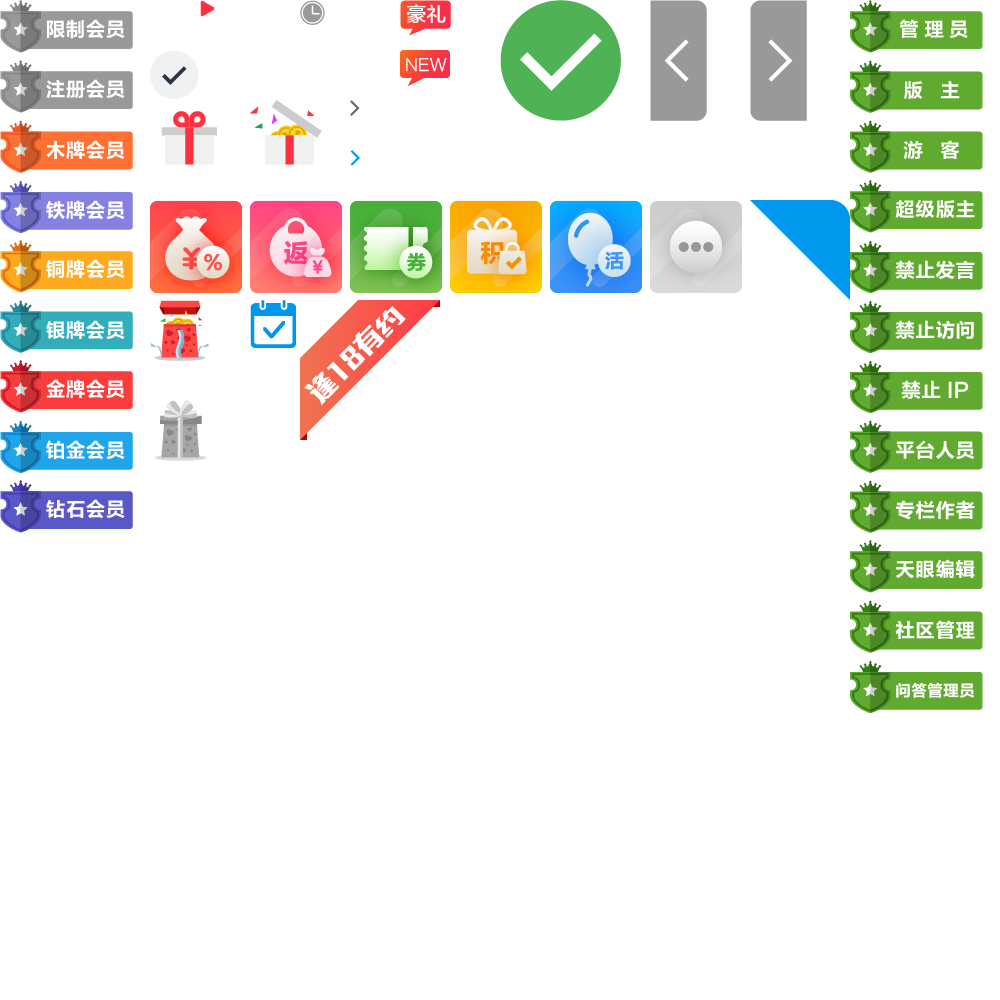 限制会员
注册会员
木牌会员
铁牌会员
铜牌会员
银牌会员
金牌会员
铂金会员
钻石会员
豪礼
NEW
¥ %
返 ¥
券
积
活
逢18有约
管理员
版 主
游 客
超级版主
禁止发言
禁止访问
禁止 IP
平台人员
专栏作者
天眼编辑
社区管理
问答管理员